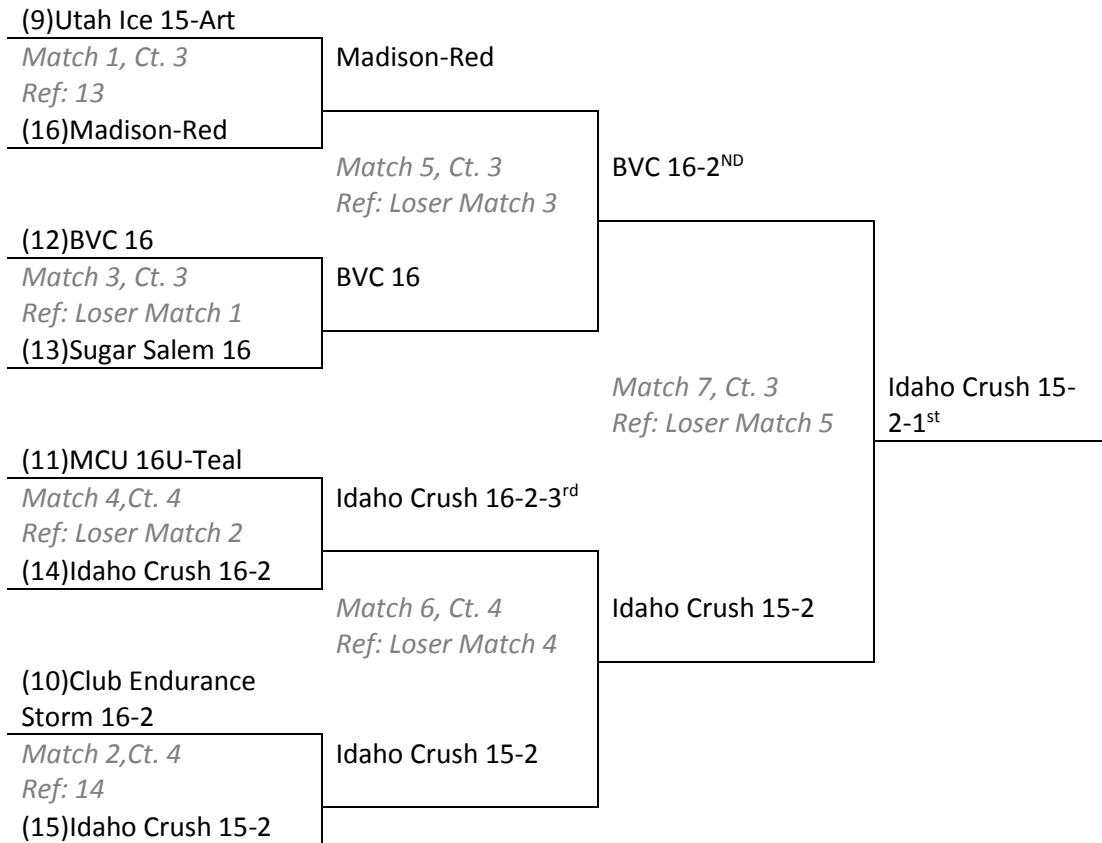 (9)Utah Ice 15-Art
Match 1, Ct. 3
Ref: 13
(16)Madison-Red
Madison-Red
Match 5, Ct. 3
Ref: Loser Match 3
BVC 16-2ND
(12)BVC 16
Match 3, Ct. 3
Ref: Loser Match 1
(13)Sugar Salem 16
BVC 16
Match 7, Ct. 3
Ref: Loser Match 5
Idaho Crush 15-
2-1st
(11)MCU 16U-Teal
Match 4,Ct. 4
Ref: Loser Match 2
(14)Idaho Crush 16-2
Idaho Crush 16-2-3rd
Match 6, Ct. 4
Ref: Loser Match 4
Idaho Crush 15-2
(10)Club Endurance
Storm 16-2
Match 2,Ct. 4
Ref: 14
(15)Idaho Crush 15-2
Idaho Crush 15-2